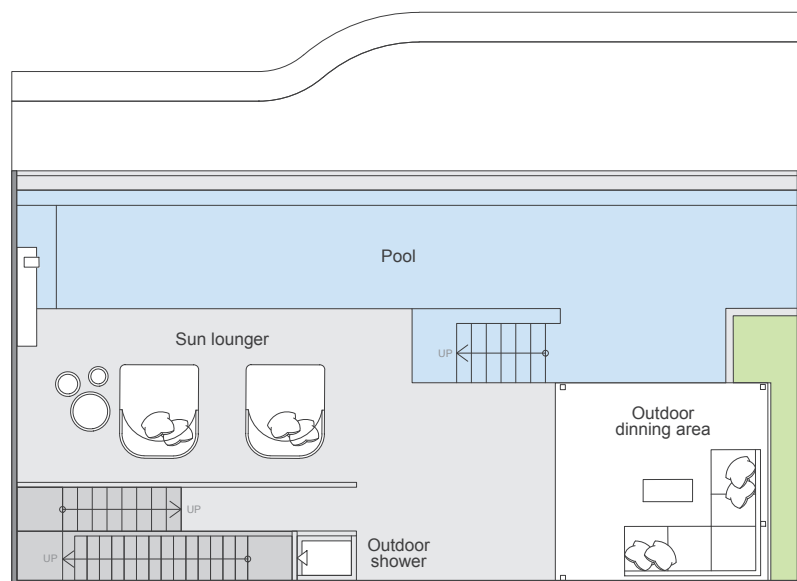 Pool
Sun lounger
UP
Outdoor
dinning area
UP
Outdoor
shower
UP